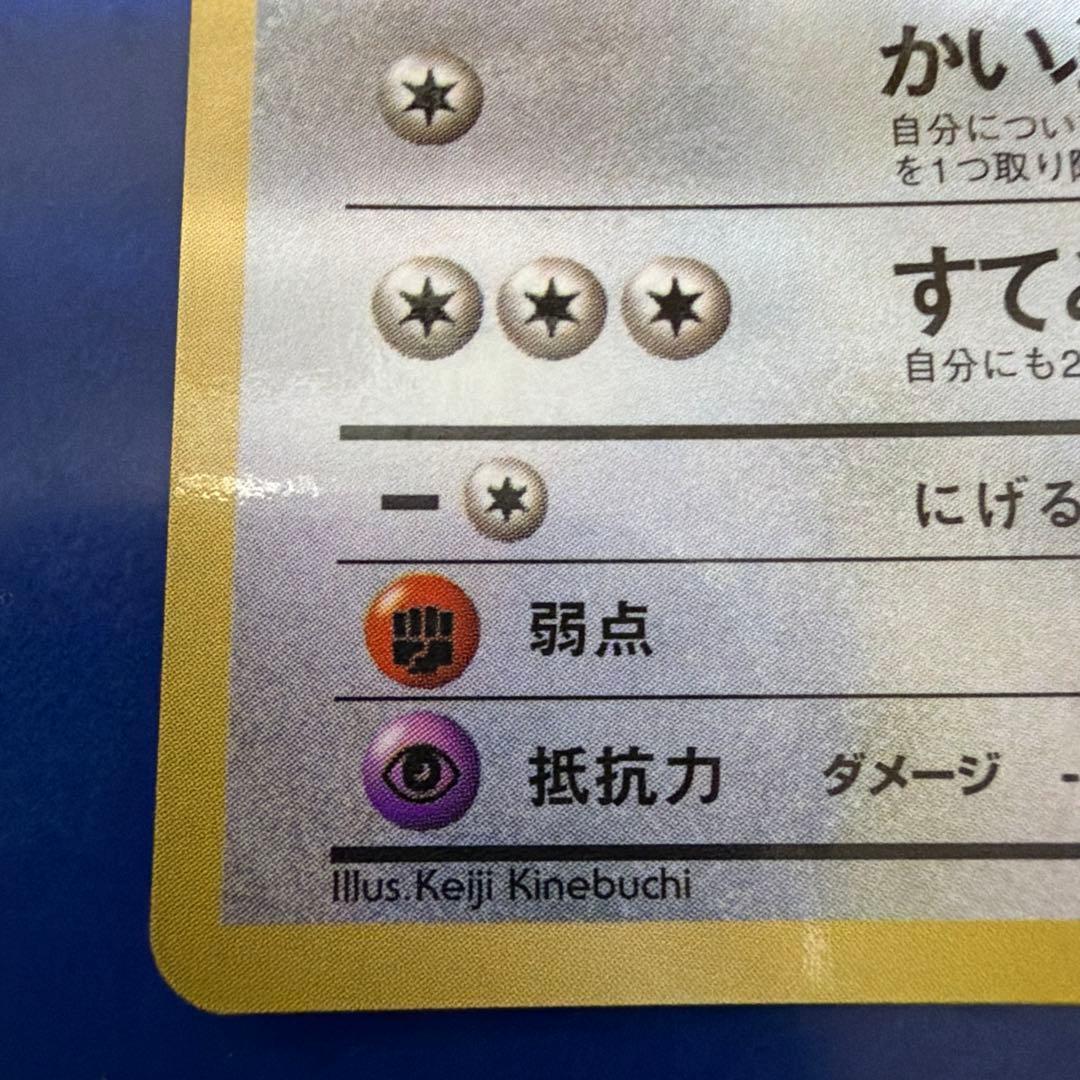 かい
自分につい
を1つ取り
すて
自分にも2
にげる
弱点
抵抗力 ダメージ -
Illus. Keiji Kinebuchi